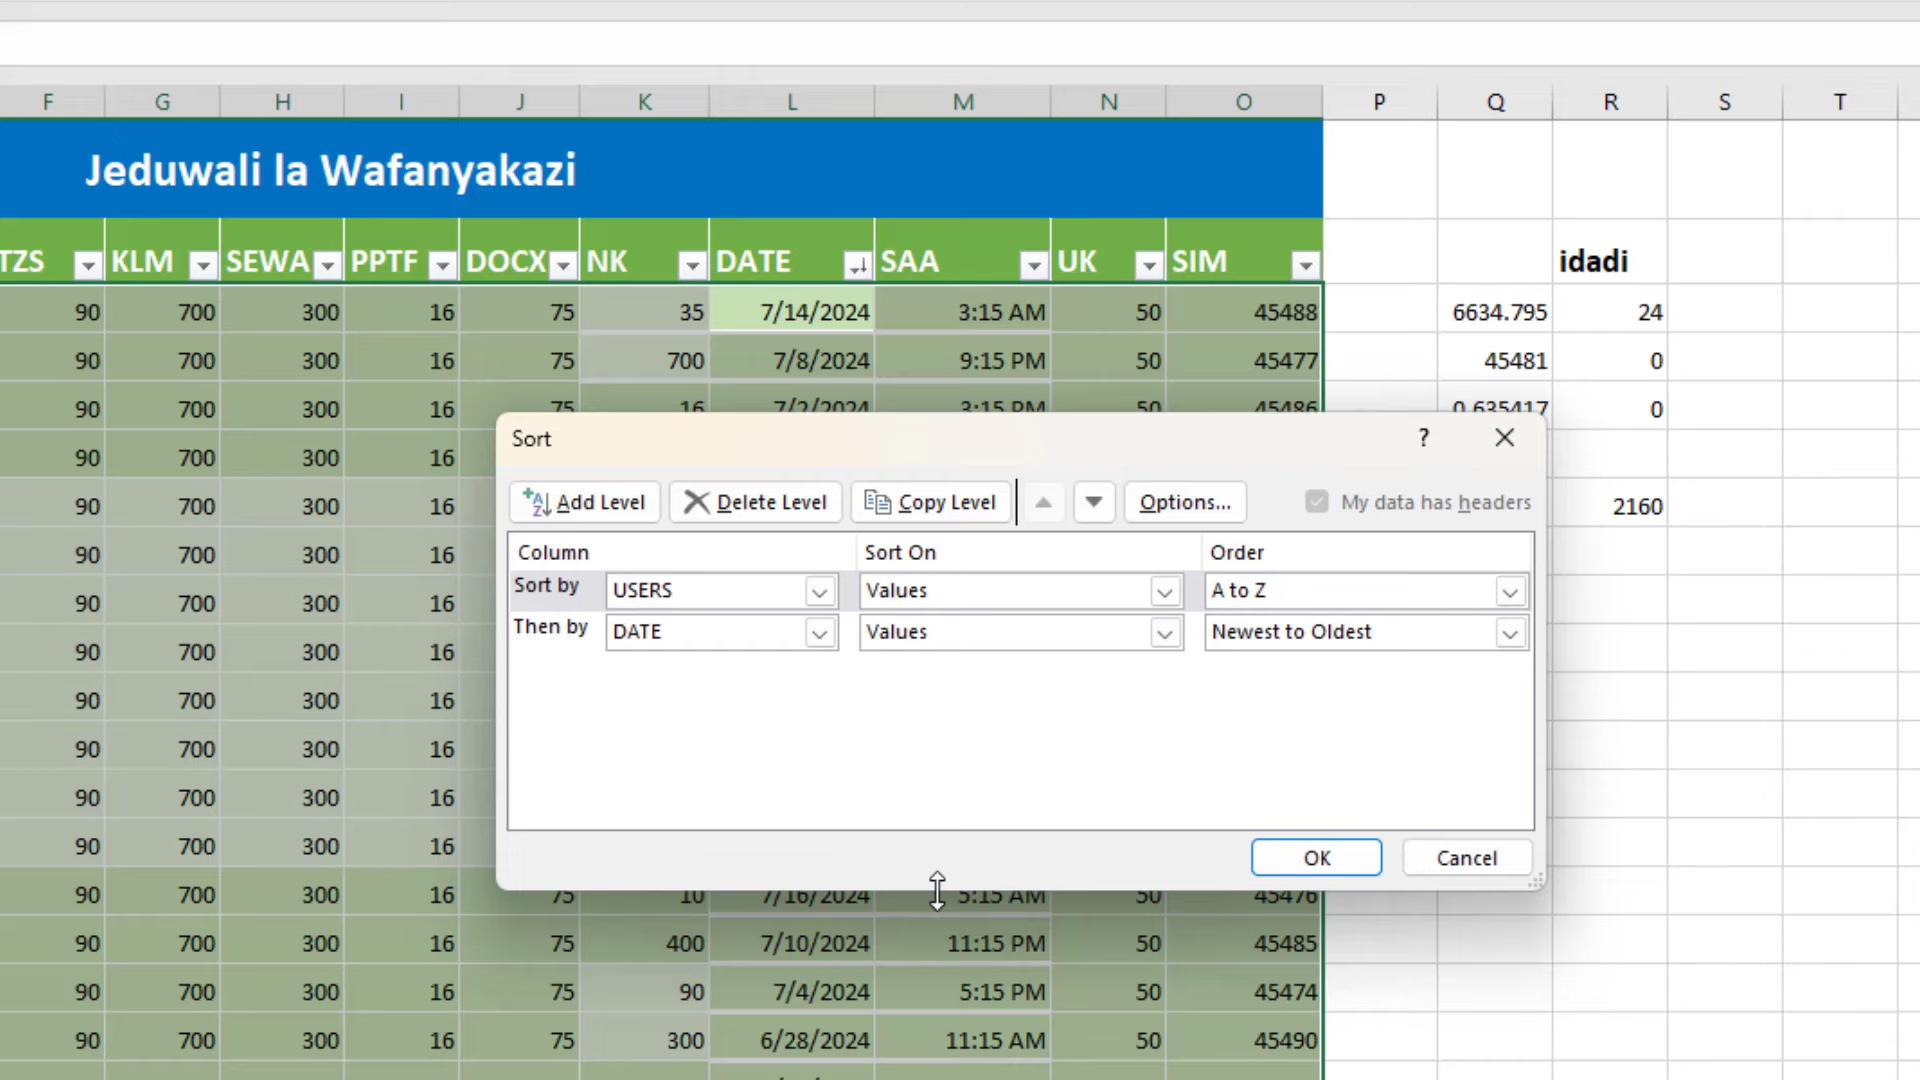 F G H I J K L M N O P Q R S T
Jeduwali la Wafanyakazi
TZS KLM SEWA PPTF DOCX NK DATE SAA UK SIM idadi
90 700 300 16 75 35 7/14/2024 3:15 AM 50 45488 6634.795 24
90 700 300 16 75 700 7/8/2024 9:15 PM 50 45477 45481 0
90 700 300 16 75 16 7/2/2024 3:15 PM 50 45486 0.635417 0
90 700 300 16
Sort ?
90 700 300 16 2160
Add Level Delete Level Copy Level Options... My data has headers
90 700 300 16
Column Sort On Order
90 700 300 16
Sort by USERS Values A to Z
90 700 300 16
Then by DATE Values Newest to Oldest
90 700 300 16
90 700 300 16
90 700 300 16
90 700 300 16
OK Cancel
90 700 300 16 75 10 7/16/2024 5:15 AM 50 45476
90 700 300 16 75 400 7/10/2024 11:15 PM 50 45485
90 700 300 16 75 90 7/4/2024 5:15 PM 50 45474
90 700 300 16 75 300 6/28/2024 11:15 AM 50 45490